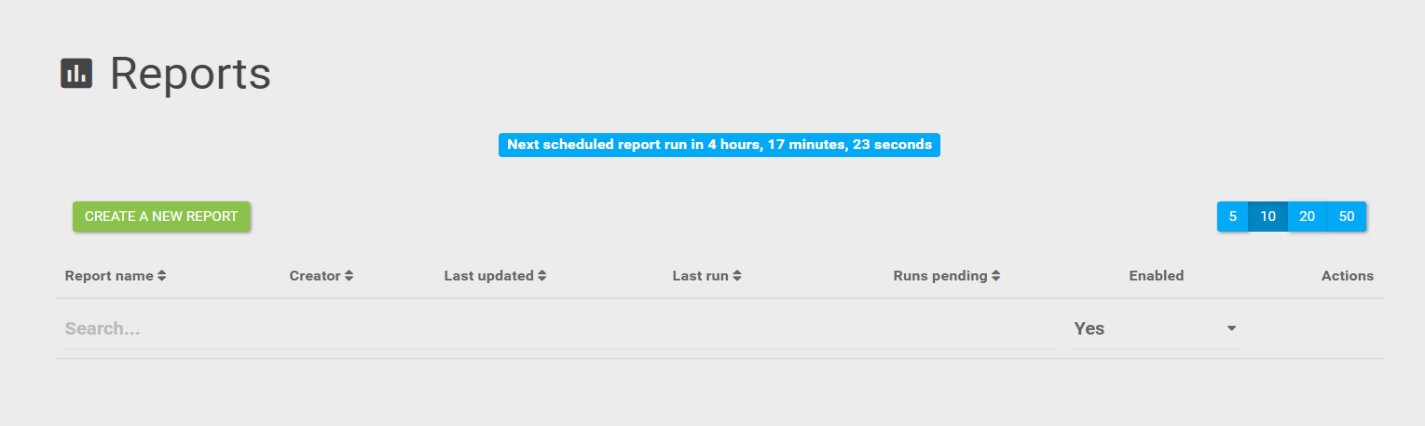 Reports
Next scheduled report run in 4 hours, 17 minutes, 23 seconds
CREATE A NEW REPORT 5 10 20 50
Report name Creator Last updated Last run Runs pending Enabled Actions
Search... Yes